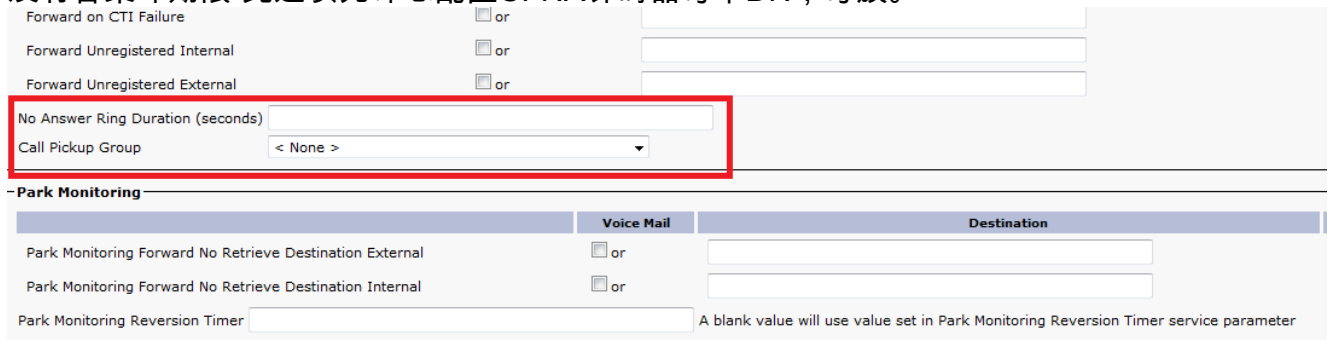 Forward on CTI Failure or
Forward Unregistered Internal or
Forward Unregistered External or
No Answer Ring Duration (seconds)
Call Pickup Group < None >
Park Monitoring
Voice Mail Destination
Park Monitoring Forward No Retrieve Destination External or
Park Monitoring Forward No Retrieve Destination Internal or
Park Monitoring Reversion Timer A blank value will use value set in Park Monitoring Reversion Timer service parameter